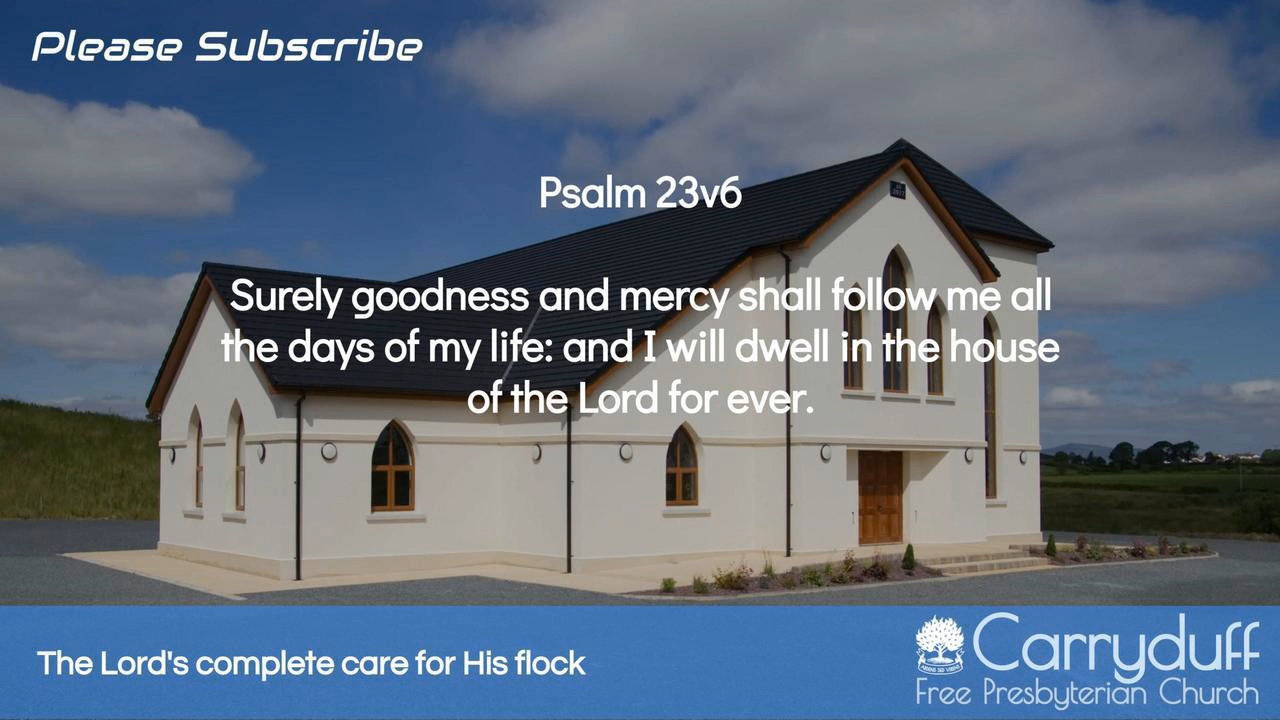 Please Subscribe
Psalm 23v6
Surely goodness and mercy shall follow me all
the days of my life: and I will dwell in the house
of the Lord for ever.
The Lord's complete care for His flock
Carryduff
Free Presbyterian Church